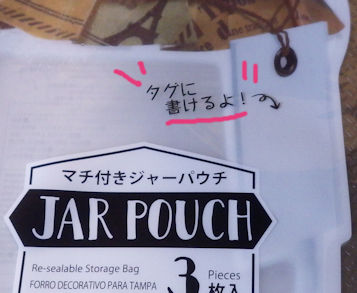 タグに
書けるよ！
マチ付きジャーパウチ
JAR POUCH
Re-sealable Storage Bag
FORRO DECORATIVO PARA TAMPA
3 Pieces
枚入